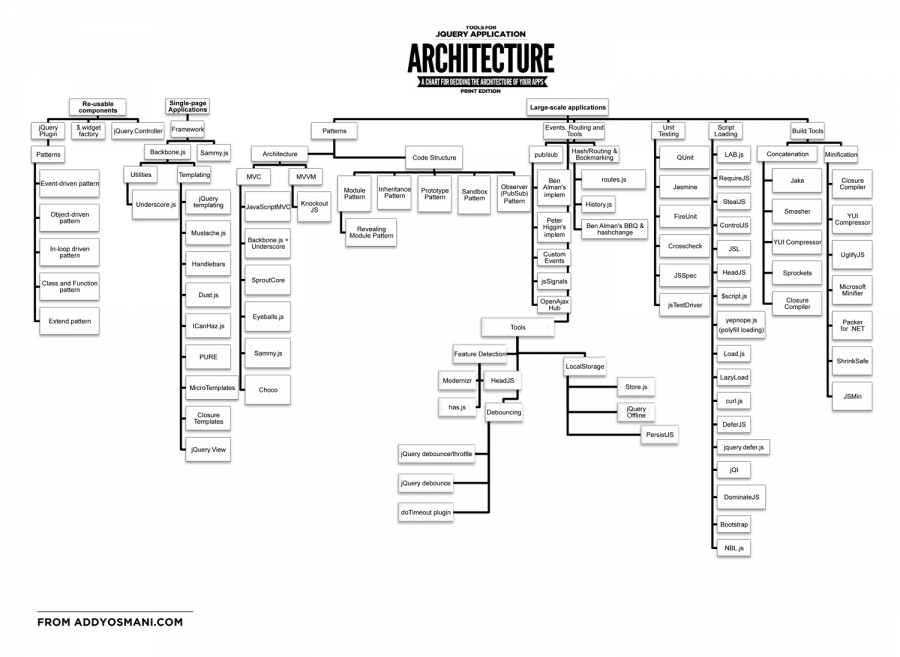 TOOLS FOR
JQUERY APPLICATION
ARCHITECTURE
A CHART FOR DECIDING THE ARCHITECTURE OF YOUR APPS
PRINT EDITION
Re-usable
components
jQuery
Plugin
$.widget
factory
jQuery.Controller
Patterns
Event-driven pattern
Object-driven
pattern
In-loop driven
pattern
Class and Function
pattern
Extend pattern
Single-page
Applications
Framework
Backbone.js
Sammy.js
Utilities
Templating
Underscore.js
jQuery
templating
Mustache.js
Handlebars
Dust.js
ICanHaz.js
PURE
MicroTemplates
Closure
Templates
jQuery.View
Large-scale applications
Patterns
Architecture
Code Structure
MVC
MVVM
JavaScriptMVC
Backbone.js +
Underscore
SproutCore
Eyeballs.js
Sammy.js
Choco
Knockout
JS
Module
Pattern
Inheritance
Pattern
Prototype
Pattern
Sandbox
Pattern
Observer
(PubSub)
Pattern
Revealing
Module Pattern
Events, Routing and
Tools
pub/sub
Hash/Routing &
Bookmarking
Ben
Alman's
implem
Peter
Higgin's
implem
Custom
Events
jsSignals
OpenAjax
Hub
routes.js
History.js
Ben Alman's BBQ &
hashchange
Tools
Feature Detection
LocalStorage
Modernizr
HeadJS
has.js
Debouncing
jQuery debounce/throttle
jQuery debounce
doTimeout plugin
Store.js
jQuery
Offline
PersistJS
Unit
Testing
QUnit
Jasmine
FireUnit
Crosscheck
JSSpec
jsTestDriver
Script
Loading
LAB.js
RequireJS
StealJS
ControlJS
JSL
HeadJS
$script.js
yepnope.js
(polyfill loading)
Load.js
LazyLoad
curl.js
DeferJS
jquery.defer.js
jQl
DominateJS
Bootstrap
NBL.js
Build Tools
Concatenation
Minification
Jake
Smasher
YUI Compressor
Sprockets
Closure
Compiler
Closure
Compiler
YUI
Compressor
UglifyJS
Microsoft
Minifier
Packer
for .NET
ShrinkSafe
JSMin
FROM ADDYOSMANI.COM